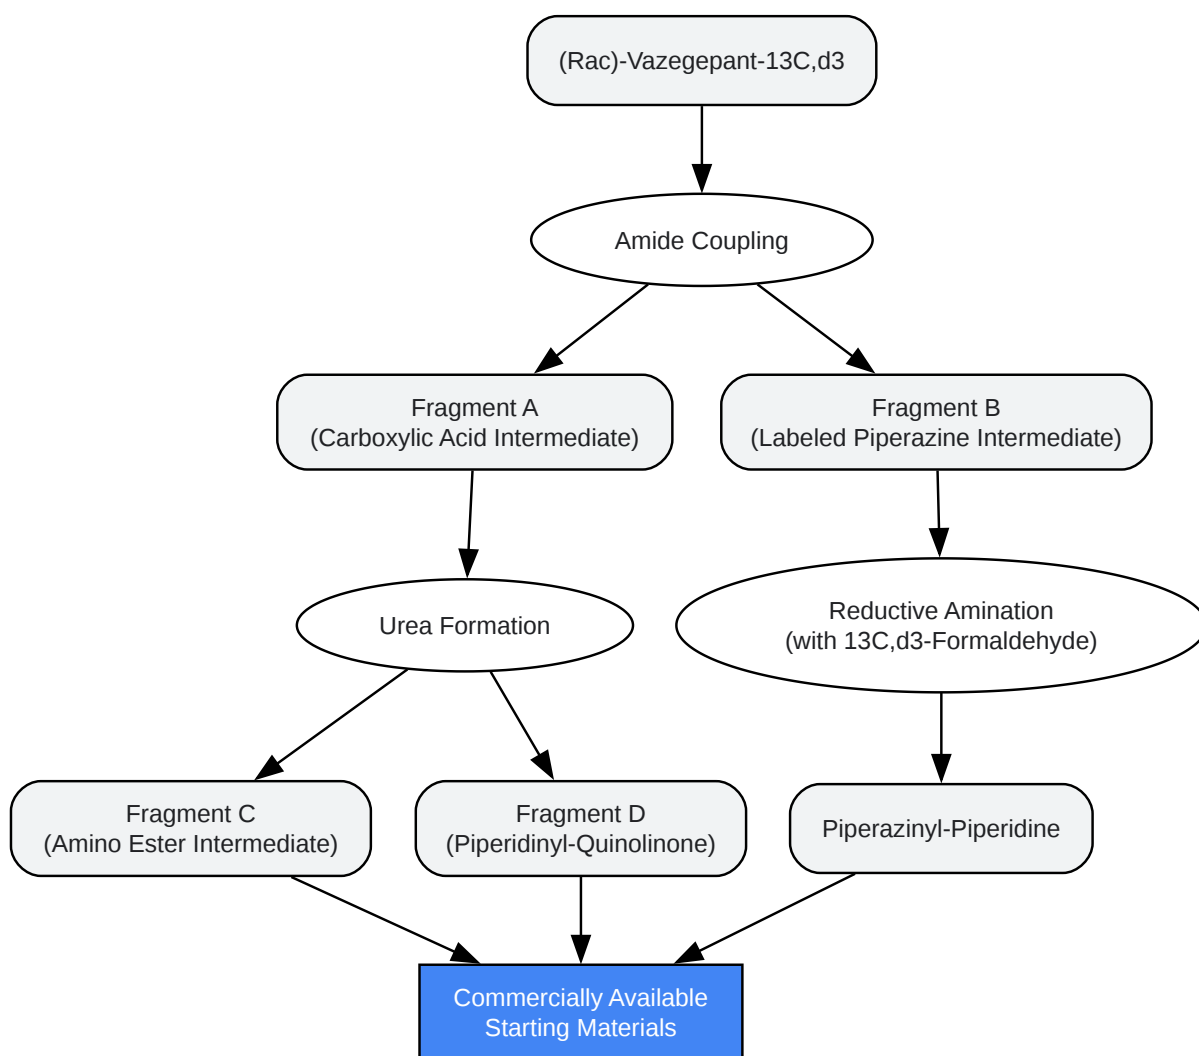 (Rac)-Vazegepant-13C,d3
Amide Coupling
Fragment A
(Carboxylic Acid Intermediate)
Fragment B
(Labeled Piperazine Intermediate)
Urea Formation
Reductive Amination
(with 13C,d3-Formaldehyde)
Fragment C
(Amino Ester Intermediate)
Fragment D
(Piperidinyl-Quinolinone)
Piperazinyl-Piperidine
Commercially Available
Starting Materials